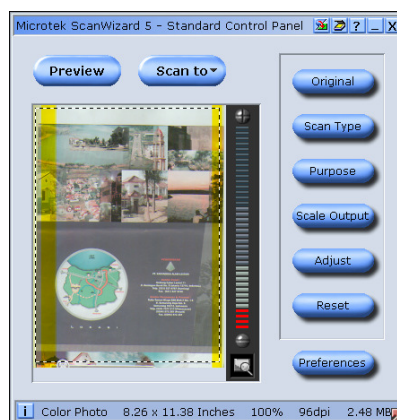 Microtek ScanWizard 5 - Standard Control Panel
Preview
Scan to
Original
Scan Type
Purpose
Scale Output
Adjust
Reset
Preferences
Color Photo 8.26 x 11.38 Inches 100% 96dpi 2.48 MB